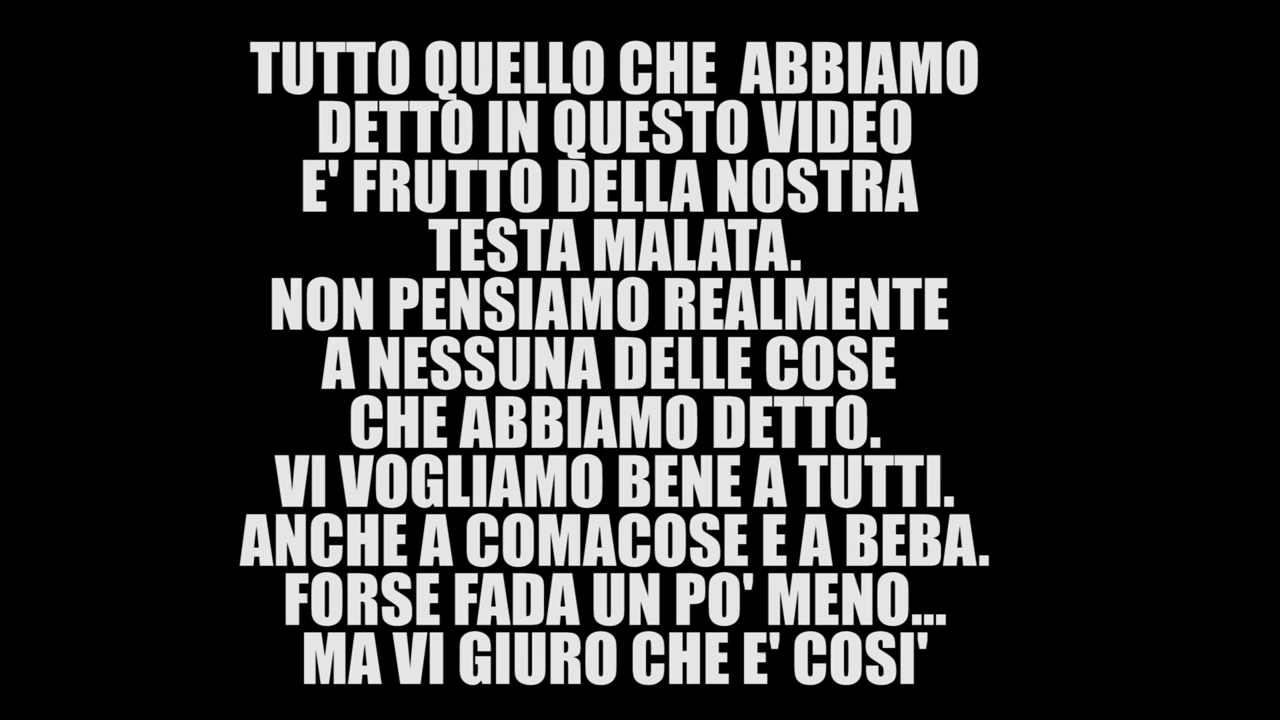 TUTTO QUELLO CHE ABBIAMO
DETTO IN QUESTO VIDEO
E' FRUTTO DELLA NOSTRA
TESTA MALATA.
NON PENSIAMO REALMENTE
A NESSUNA DELLE COSE
CHE ABBIAMO DETTO.
VI VOGLIAMO BENE A TUTTI.
ANCHE A COMACOSE E A BEBA.
FORSE FADA UN PO' MENO...
MA VI GIURO CHE E' COSI'